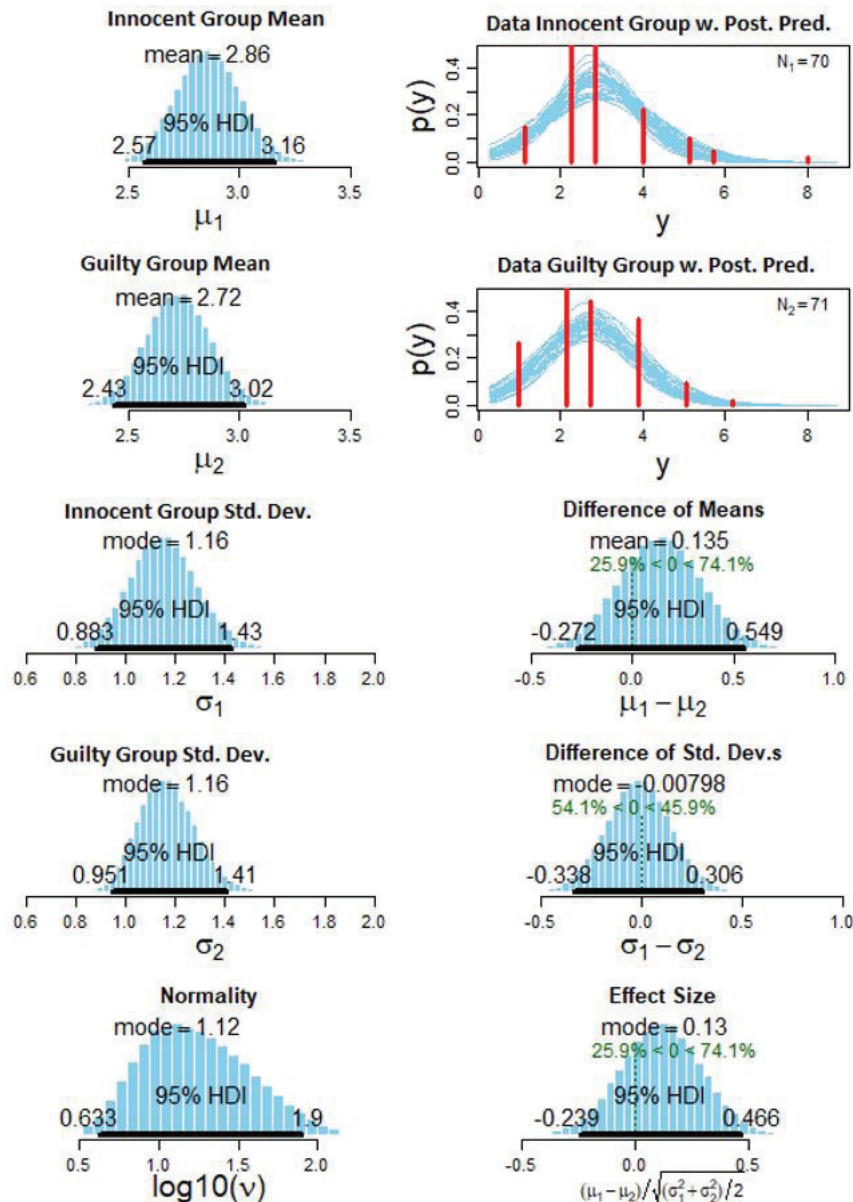 Innocent Group Mean
mean = 2.86
95% HDI
2.57 3.16
2.5 3.0 3.5
μ1
Data Innocent Group w. Post. Pred.
N1=70
0.4
0.2
0.0
p(y)
0 2 4 6 8
y
Guilty Group Mean
mean = 2.72
95% HDI
2.43 3.02
2.5 3.0 3.5
μ2
Data Guilty Group w. Post. Pred.
N2=71
0.4
0.2
0.0
p(y)
0 2 4 6 8
y
Innocent Group Std. Dev.
mode = 1.16
95% HDI
0.883 1.43
0.6 0.8 1.0 1.2 1.4 1.6 1.8 2.0
σ1
Difference of Means
mean = 0.135
25.9% < 0 < 74.1%
95% HDI
-0.272 0.549
-0.5 0.0 0.5 1.0
μ1 − μ2
Guilty Group Std. Dev.
mode = 1.16
95% HDI
0.951 1.41
0.6 0.8 1.0 1.2 1.4 1.6 1.8 2.0
σ2
Difference of Std. Dev.s
mode = -0.00798
54.1% < 0 < 45.9%
95% HDI
-0.338 0.306
-0.5 0.0 0.5 1.0
σ1 − σ2
Normality
mode = 1.12
95% HDI
0.633 1.9
0.5 1.0 1.5 2.0
log10(ν)
Effect Size
mode = 0.13
25.9% < 0 < 74.1%
95% HDI
-0.239 0.466
-0.5 0.0 0.5 1.0
(μ1 − μ2)/√(σ1² + σ2²)/2